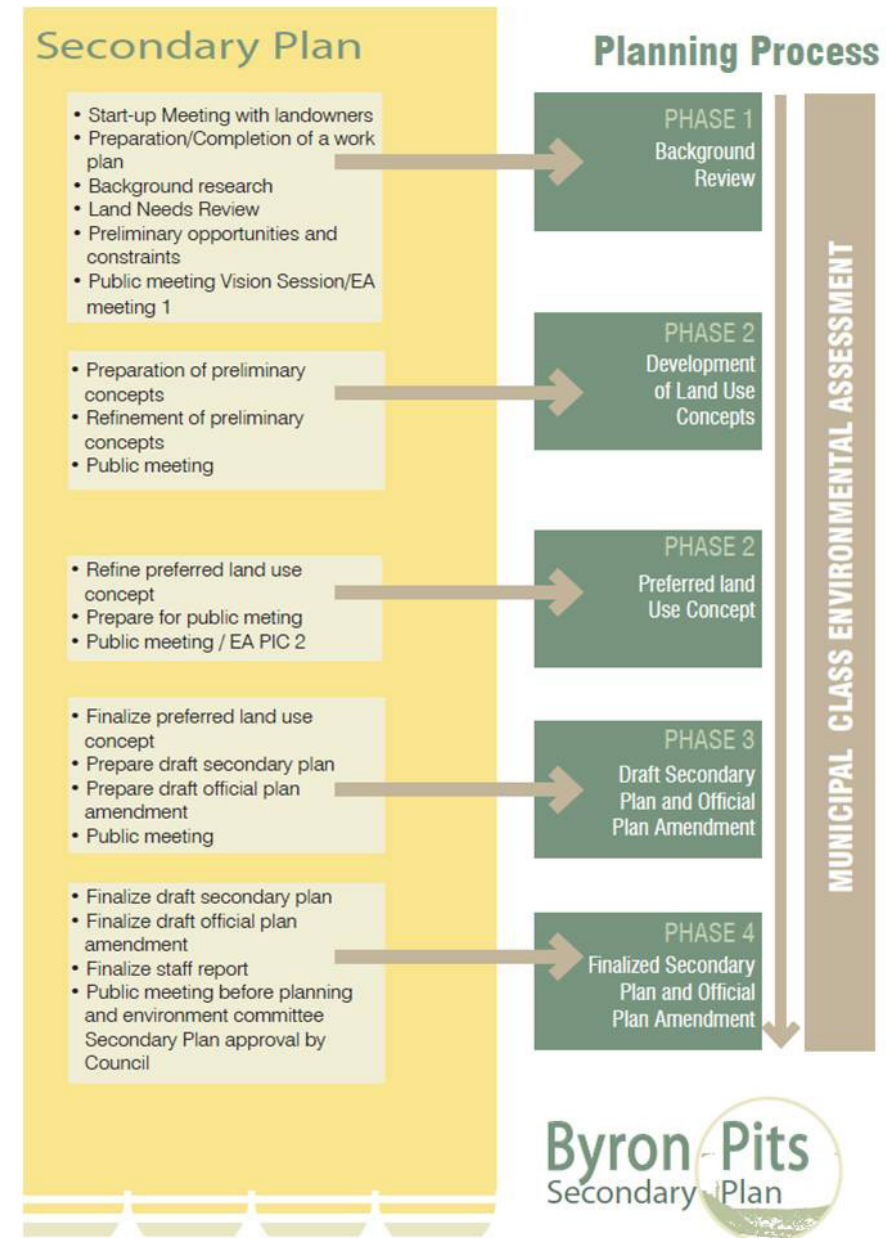 Secondary Plan
• Start-up Meeting with landowners
• Preparation/Completion of a work
plan
• Background research
• Land Needs Review
• Preliminary opportunities and
constraints
• Public meeting Vision Session/EA
meeting 1
• Preparation of preliminary
concepts
• Refinement of preliminary
concepts
• Public meeting
• Refine preferred land use
concept
• Prepare for public meting
• Public meeting / EA PIC 2
• Finalize preferred land use
concept
• Prepare draft secondary plan
• Prepare draft official plan
amendment
• Public meeting
• Finalize draft secondary plan
• Finalize draft official plan
amendment
• Finalize staff report
• Public meeting before planning
and environment committee
Secondary Plan approval by
Council
Planning Process
PHASE 1
Background
Review
PHASE 2
Development
of Land Use
Concepts
PHASE 2
Preferred land
Use Concept
PHASE 3
Draft Secondary
Plan and Official
Plan Amendment
PHASE 4
Finalized Secondary
Plan and Official
Plan Amendment
MUNICIPAL CLASS ENVIRONMENTAL ASSESSMENT
Byron Pits
Secondary Plan